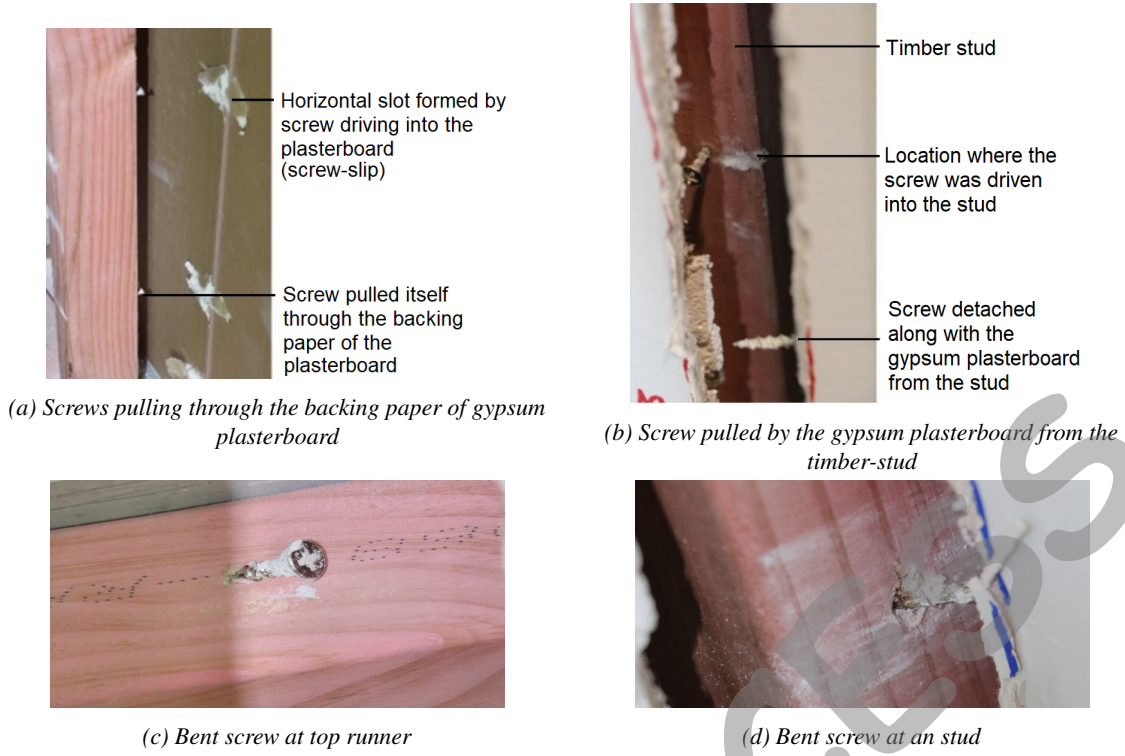 Horizontal slot formed by
screw driving into the
plasterboard
(screw-slip)
Screw pulled itself
through the backing
paper of the
plasterboard
(a) Screws pulling through the backing paper of gypsum
plasterboard
Timber stud
Location where the
screw was driven
into the stud
Screw detached
along with the
gypsum plasterboard
from the stud
(b) Screw pulled by the gypsum plasterboard from the
timber-stud
(c) Bent screw at top runner
(d) Bent screw at an stud
ESS